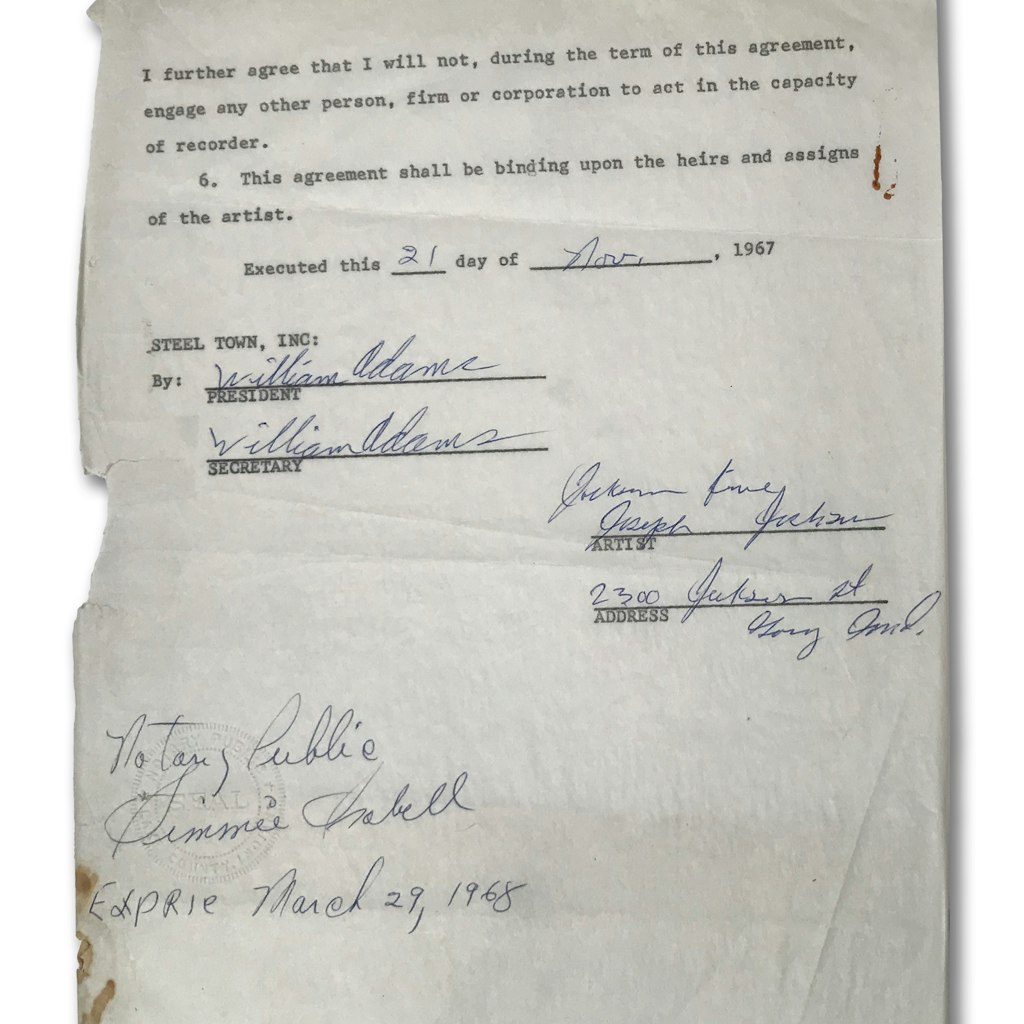 I further agree that I will not, during the term of this agreement,
engage any other person, firm or corporation to act in the capacity
of recorder.
6. This agreement shall be binding upon the heirs and assigns
of the artist.
Executed this 21 day of Nov. , 1967
STEEL TOWN, INC:
By: William Adams
PRESIDENT
William Adams
SECRETARY
Jackson Five
Joseph Jackson
ARTIST
2300 Jackson St
ADDRESS
Gary Ind.
Notary Public
SEAL
Jimmie Isabell
EXPRIE March 29, 1968